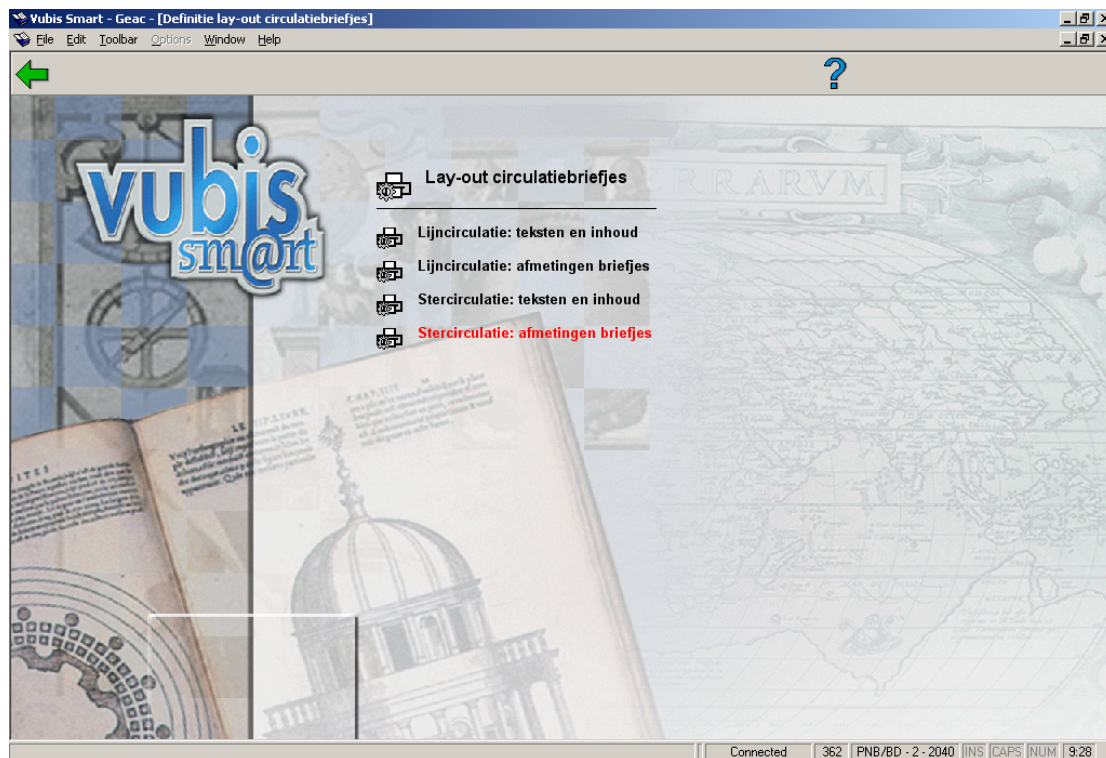 Vubis Smart - Geac - [Definitie lay-out circulatiebriefjes]
File Edit Toolbar Options Window Help
?
vubis
sm@rt
Lay-out circulatiebriefjes
Lijncirculatie: teksten en inhoud
Lijncirculatie: afmetingen briefjes
Stercirculatie: teksten en inhoud
Stercirculatie: afmetingen briefjes
RRARVM
Connected 362 PNB/BD - 2 - 2040 INS CAPS NUM 9:28